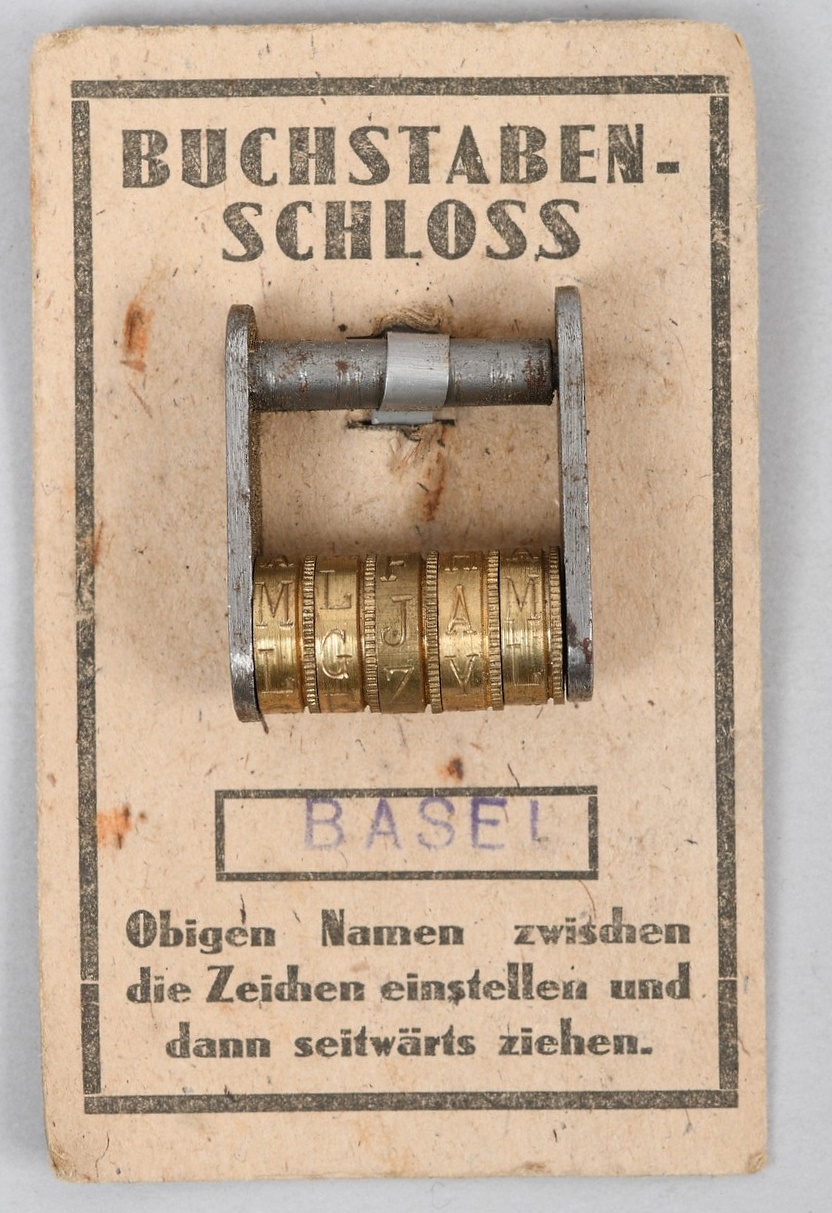 BUCHSTABEN-
SCHLOSS
M L J A M
L G Z V L
BASEL
Obigen Namen zwischen
die Zeichen einstellen und
dann seitwärts ziehen.